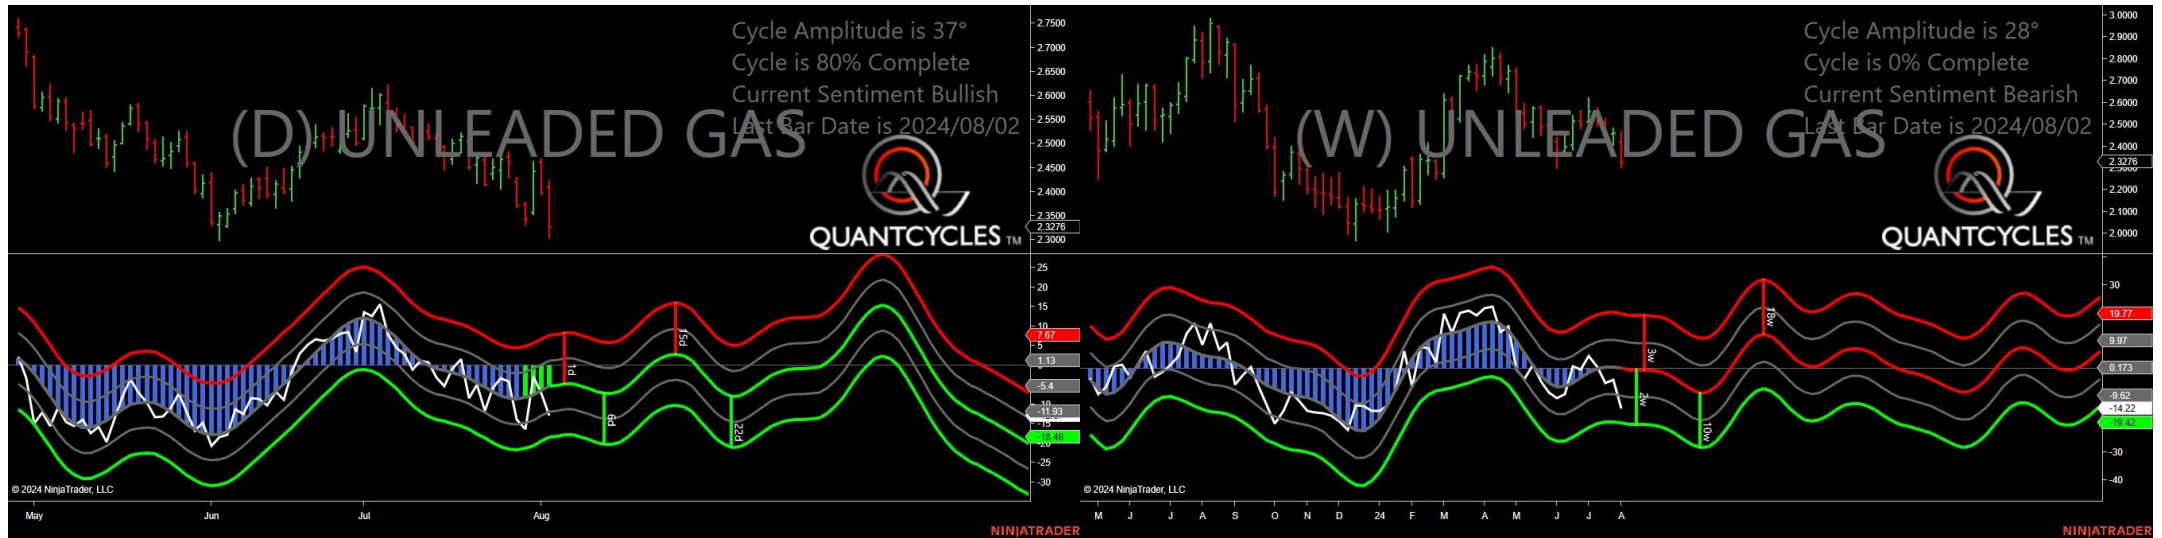 Cycle Amplitude is 37°
Cycle is 80% Complete
Current Sentiment Bullish
Last Bar Date is 2024/08/02
(D) UNLEADED GAS
QUANTCYCLES TM
2.7500
2.7000
2.6500
2.6000
2.5500
2.5000
2.4500
2.4000
2.3500
2.3276
2.3000
25
20
15
10
7.67
5
1.13
-5.4
-11.93
-18.46
-25
-30
1d
6d
15d
22d
© 2024 NinjaTrader, LLC
May Jun Jul Aug
NINJATRADER
Cycle Amplitude is 28°
Cycle is 0% Complete
Current Sentiment Bearish
Last Bar Date is 2024/08/02
(W) UNLEADED GAS
QUANTCYCLES TM
3.0000
2.9000
2.8000
2.7000
2.6000
2.5000
2.4000
2.3276
2.2000
2.1000
2.0000
30
19.77
9.97
0.173
-9.62
-14.22
-19.42
-30
-40
3w
2w
10w
18w
© 2024 NinjaTrader, LLC
M J J A S O N D 24 F M A M J J A
NINJATRADER